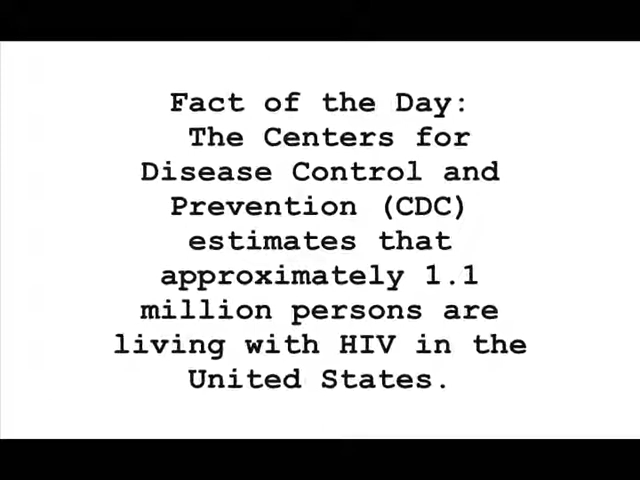 Fact of the Day:
The Centers for
Disease Control and
Prevention (CDC)
estimates that
approximately 1.1
million persons are
living with HIV in the
United States.